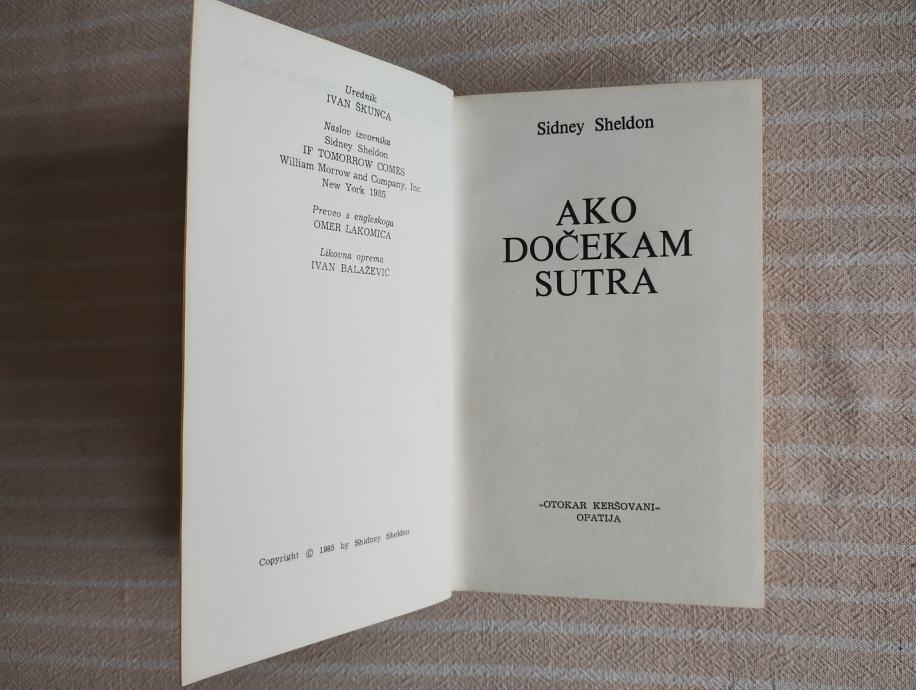 Urednik
IVAN ŠKUNCA
Naslov izvornika
Sidney Sheldon
IF TOMORROW COMES
William Morrow and Company, Inc.
New York 1985
Preveo s engleskoga
OMER LAKOMICA
Likovna oprema
IVAN BALAŽEVIĆ
Copyright © 1985 by Shidney Sheldon
Sidney Sheldon
AKO
DOČEKAM
SUTRA
»OTOKAR KERŠOVANI«
OPATIJA